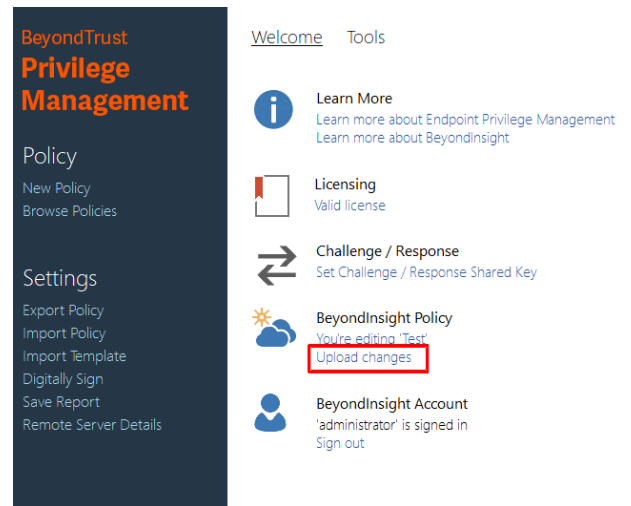 BeyondTrust
Privilege
Management
Policy
New Policy
Browse Policies
Settings
Export Policy
Import Policy
Import Template
Digitally Sign
Save Report
Remote Server Details
Welcome Tools
Learn More
Learn more about Endpoint Privilege Management
Learn more about BeyondInsight
Licensing
Valid license
Challenge / Response
Set Challenge / Response Shared Key
BeyondInsight Policy
You're editing 'Test'
Upload changes
BeyondInsight Account
'administrator' is signed in
Sign out